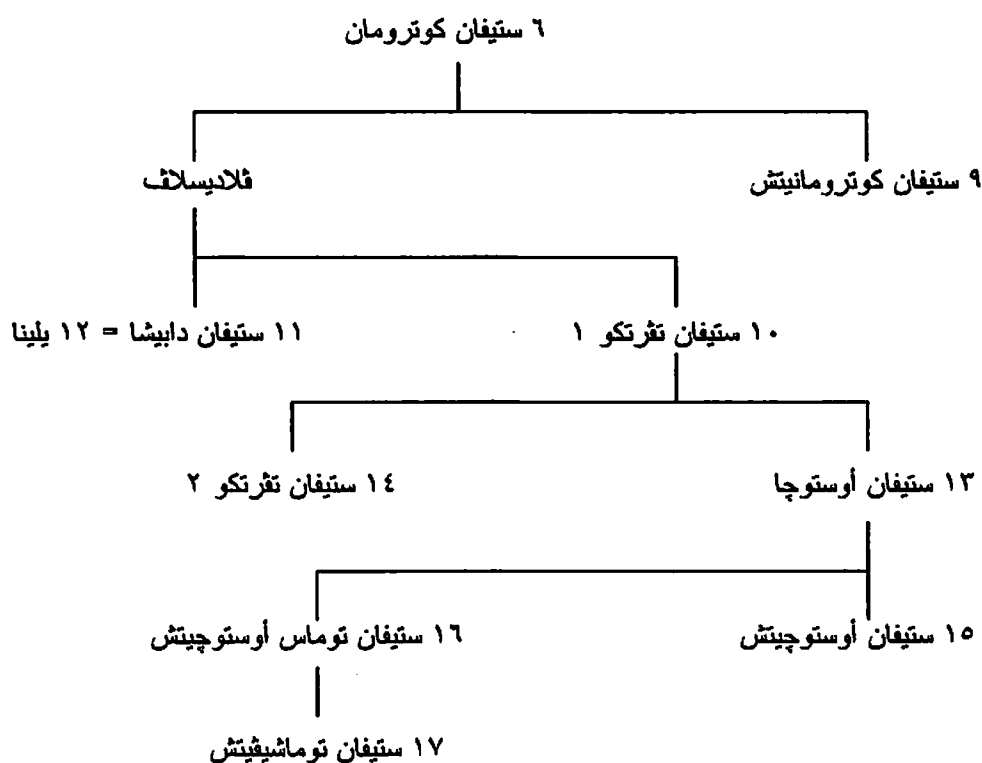 ٦ ستيفان كوترومان
٩ ستيفان كوترومانيتش
ڤلاديسلاڤ
١٠ ستيفان تڤرتكو ١
١١ ستيفان دابيشا = ١٢ يلينا
١٣ ستيفان أوستوچا
١٤ ستيفان تڤرتكو ٢
١٥ ستيفان أوستوچيتش
١٦ ستيفان توماس أوستوچيتش
١٧ ستيفان توماشيڤيتش